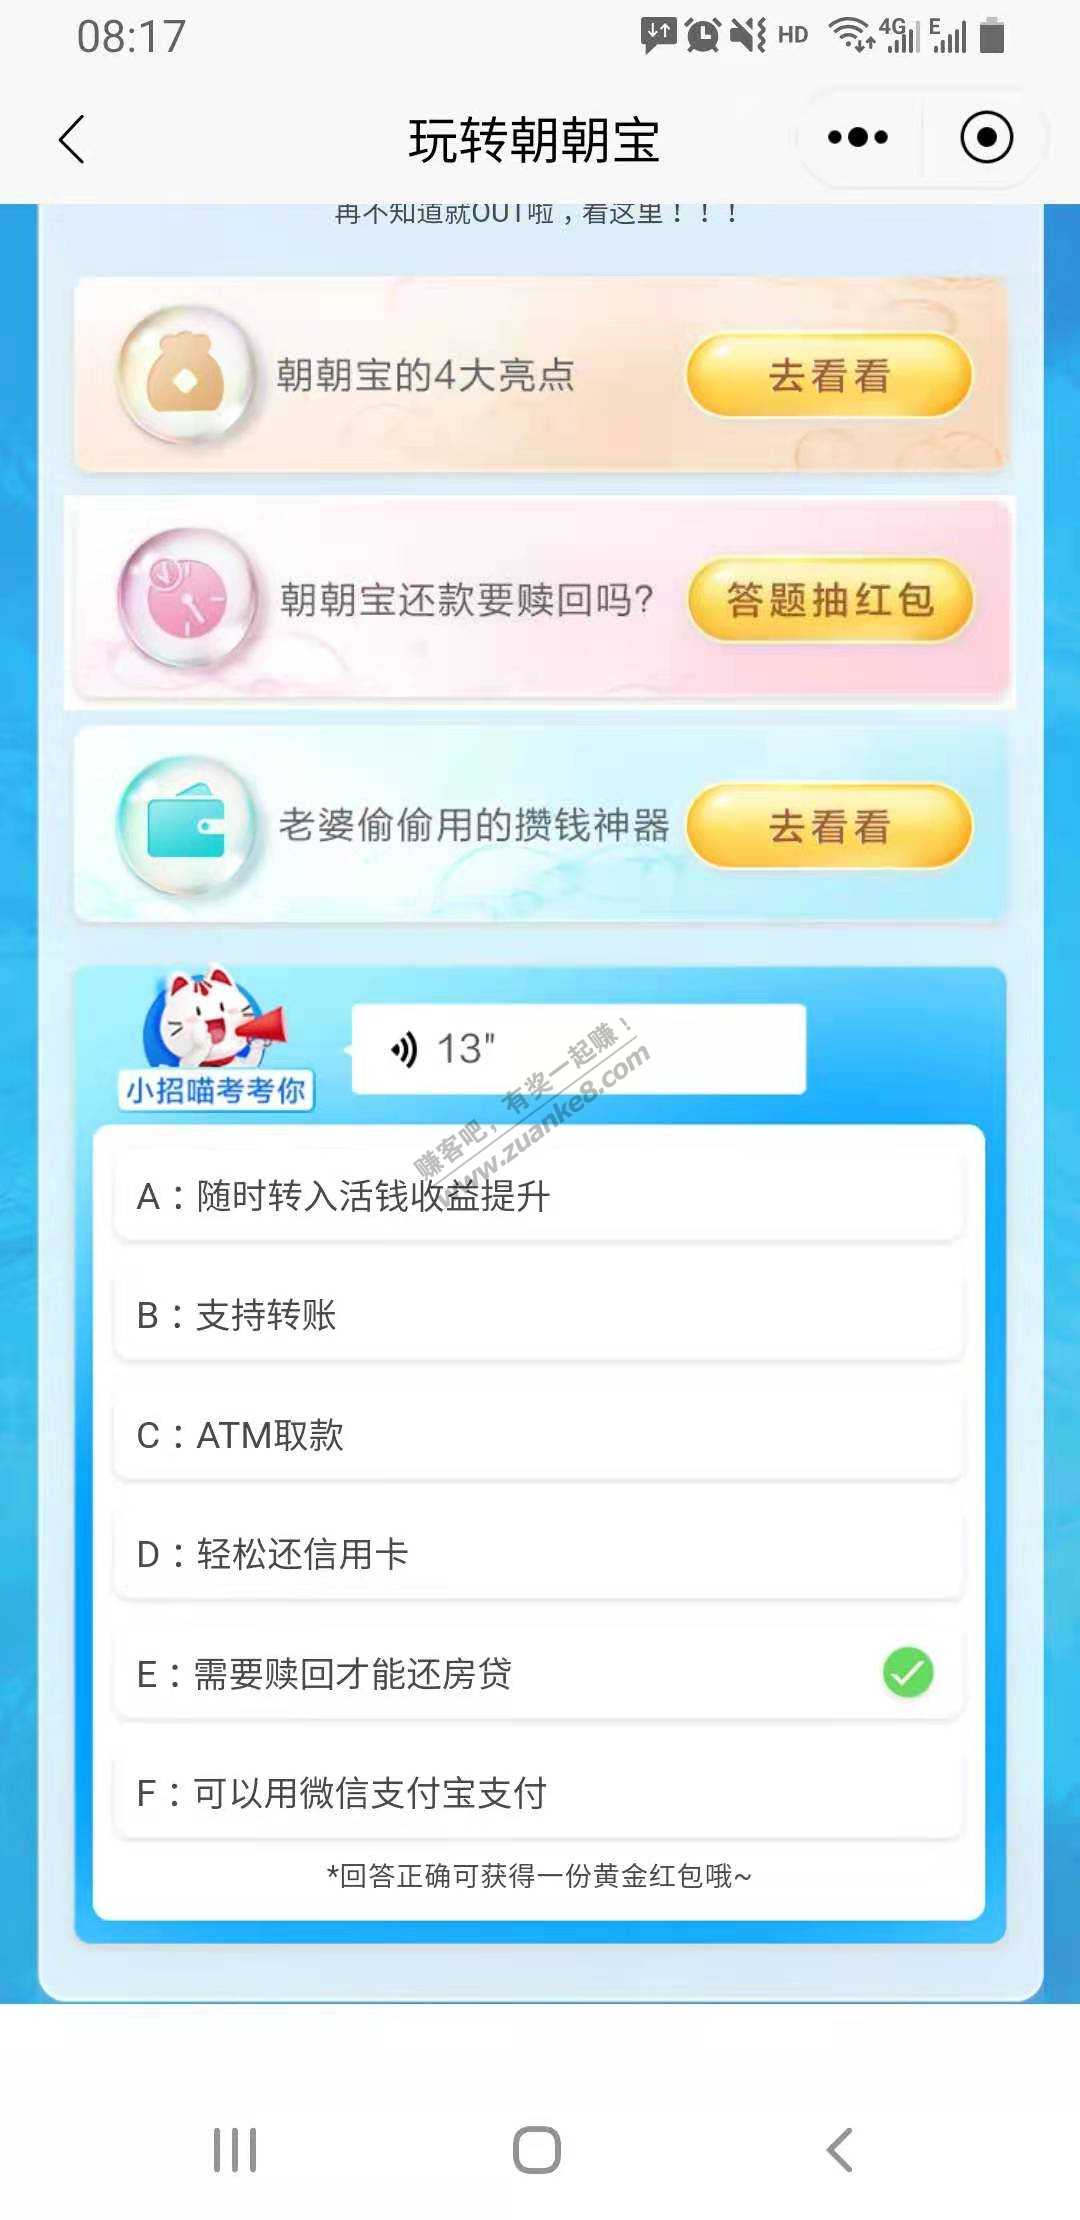 08:17
HD
4G
E
玩转朝朝宝
再不知道就OUT啦，看这里！！！
朝朝宝的4大亮点
去看看
朝朝宝还款要赎回吗?
答题抽红包
老婆偷偷用的攒钱神器
去看看
小招喵考考你
13"
赚客吧，有奖一起赚！
www.zuanke8.com
A：随时转入活钱收益提升
B：支持转账
C：ATM取款
D：轻松还信用卡
E：需要赎回才能还房贷
F：可以用微信支付宝支付
*回答正确可获得一份黄金红包哦~